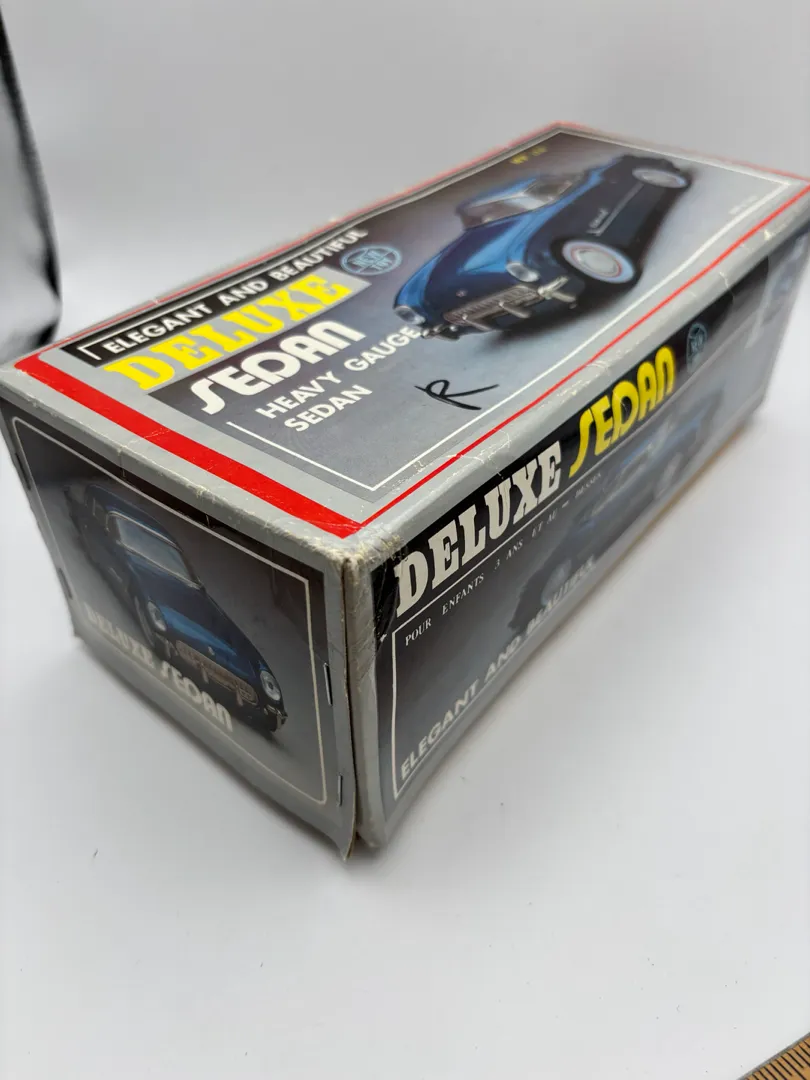 ELEGANT AND BEAUTIFUL
DELUXE
SEDAN
HEAVY GAUGE
SEDAN
R
DELUXE SEDAN
DELUXE SEDAN
POUR ENFANTS 3 ANS ET AU - DESSUS
ELEGANT AND BEAUTIFUL